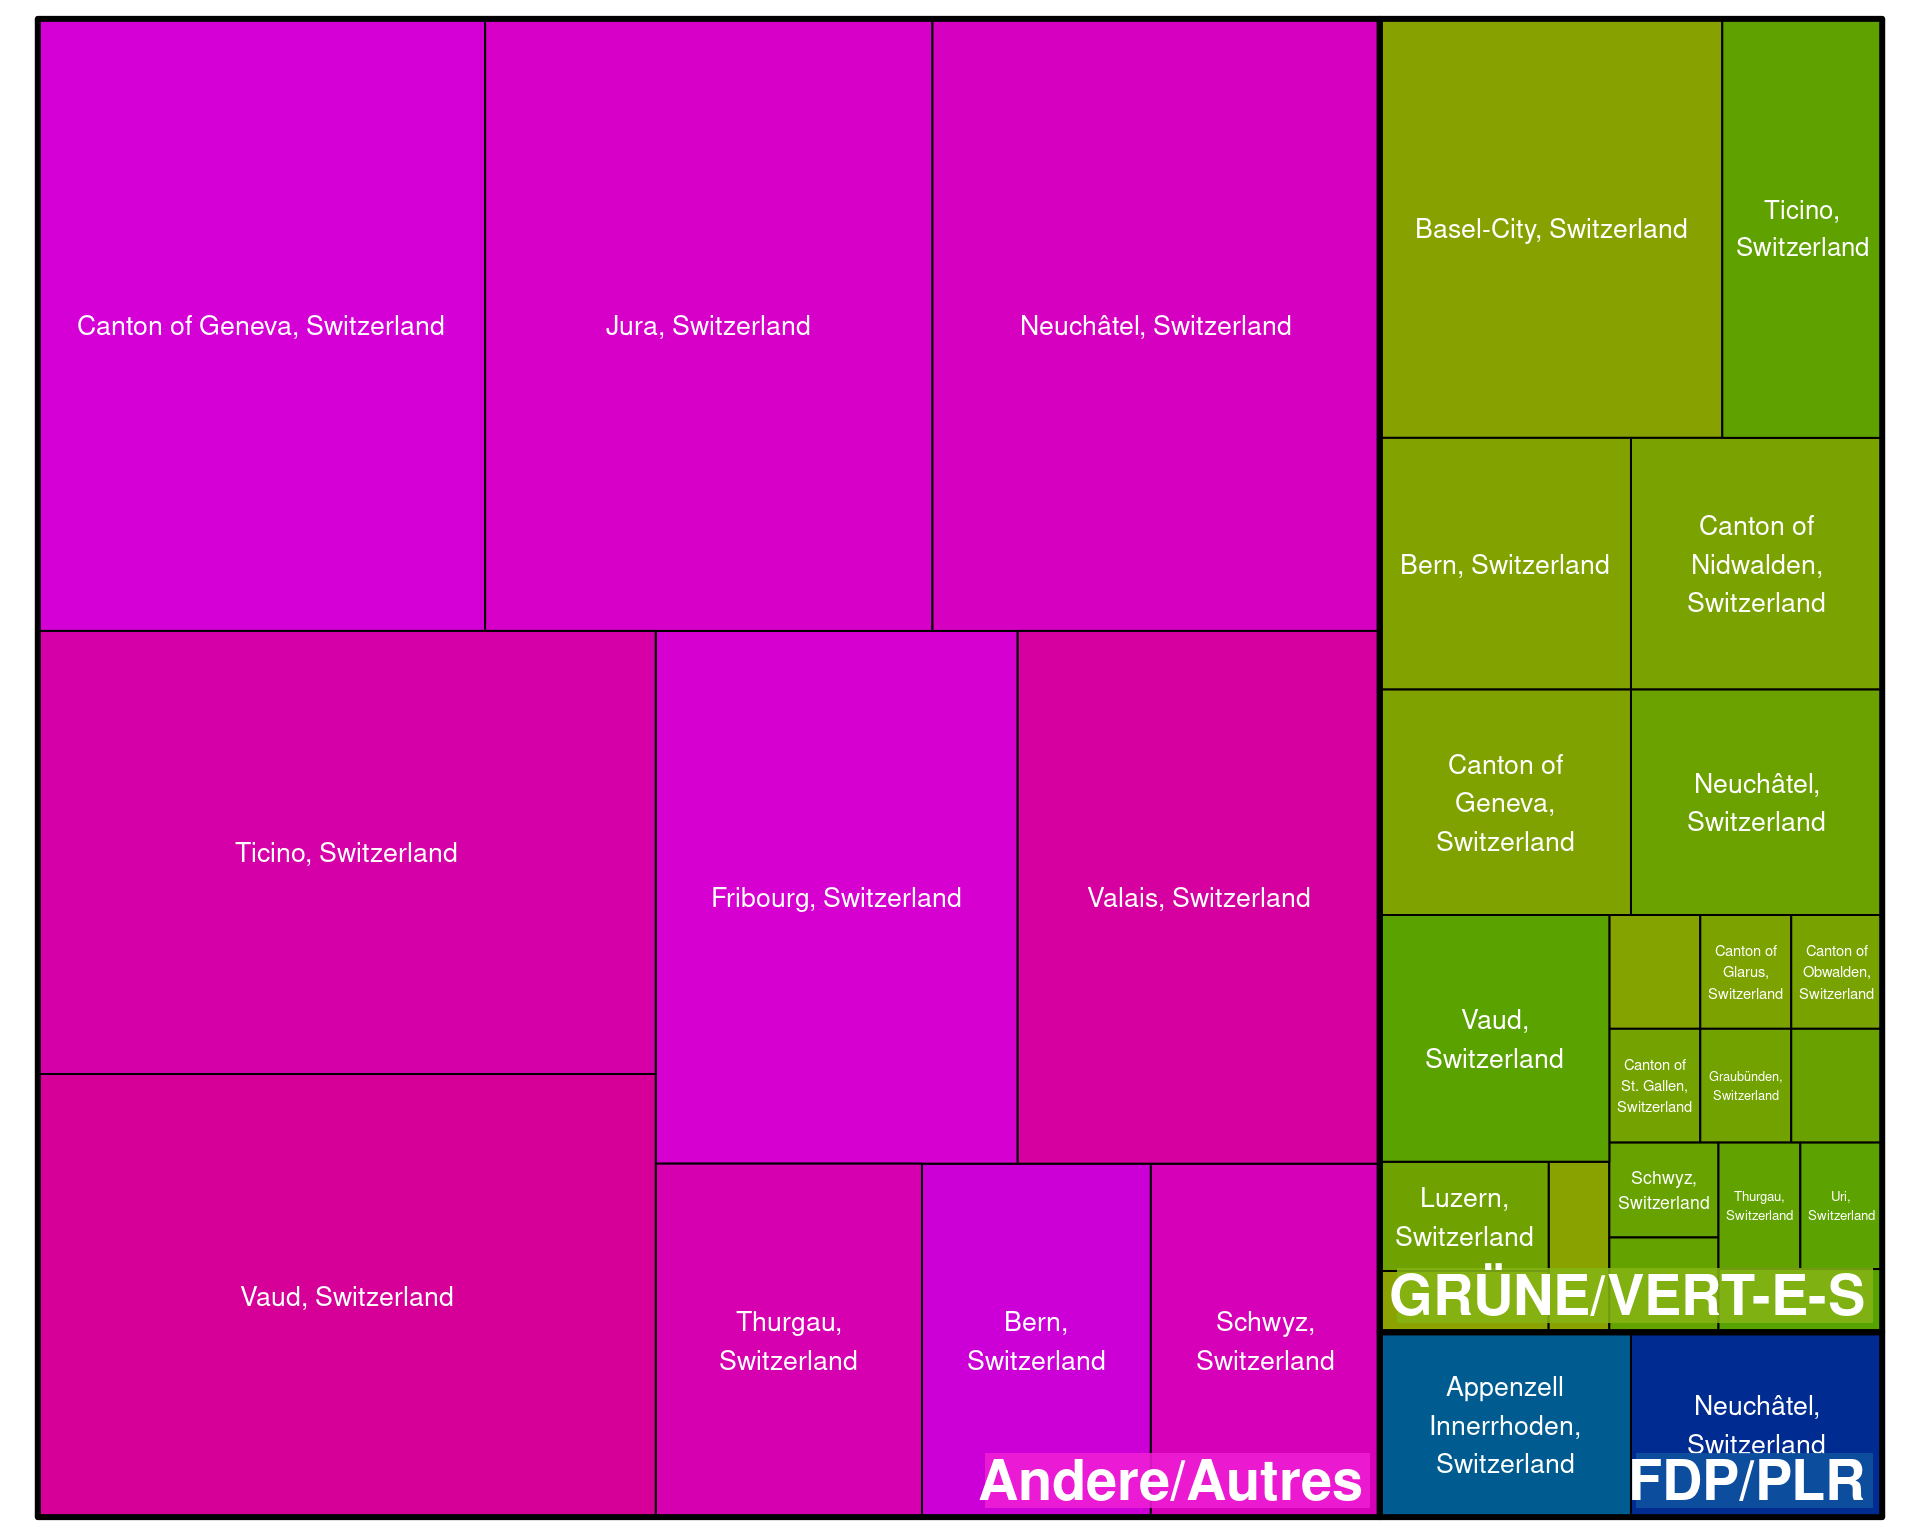 Canton of Geneva, Switzerland
Jura, Switzerland
Neuchâtel, Switzerland
Ticino, Switzerland
Fribourg, Switzerland
Valais, Switzerland
Vaud, Switzerland
Thurgau,
Switzerland
Bern,
Switzerland
Schwyz,
Switzerland
Andere/Autres
Basel-City, Switzerland
Ticino,
Switzerland
Bern, Switzerland
Canton of
Nidwalden,
Switzerland
Canton of
Geneva,
Switzerland
Neuchâtel,
Switzerland
Vaud,
Switzerland
Canton of
Glarus,
Switzerland
Canton of
Obwalden,
Switzerland
Canton of
St. Gallen,
Switzerland
Graubünden,
Switzerland
Luzern,
Switzerland
Schwyz,
Switzerland
Thurgau,
Switzerland
Uri,
Switzerland
GRÜNE/VERT-E-S
Appenzell
Innerrhoden,
Switzerland
Neuchâtel,
Switzerland
FDP/PLR